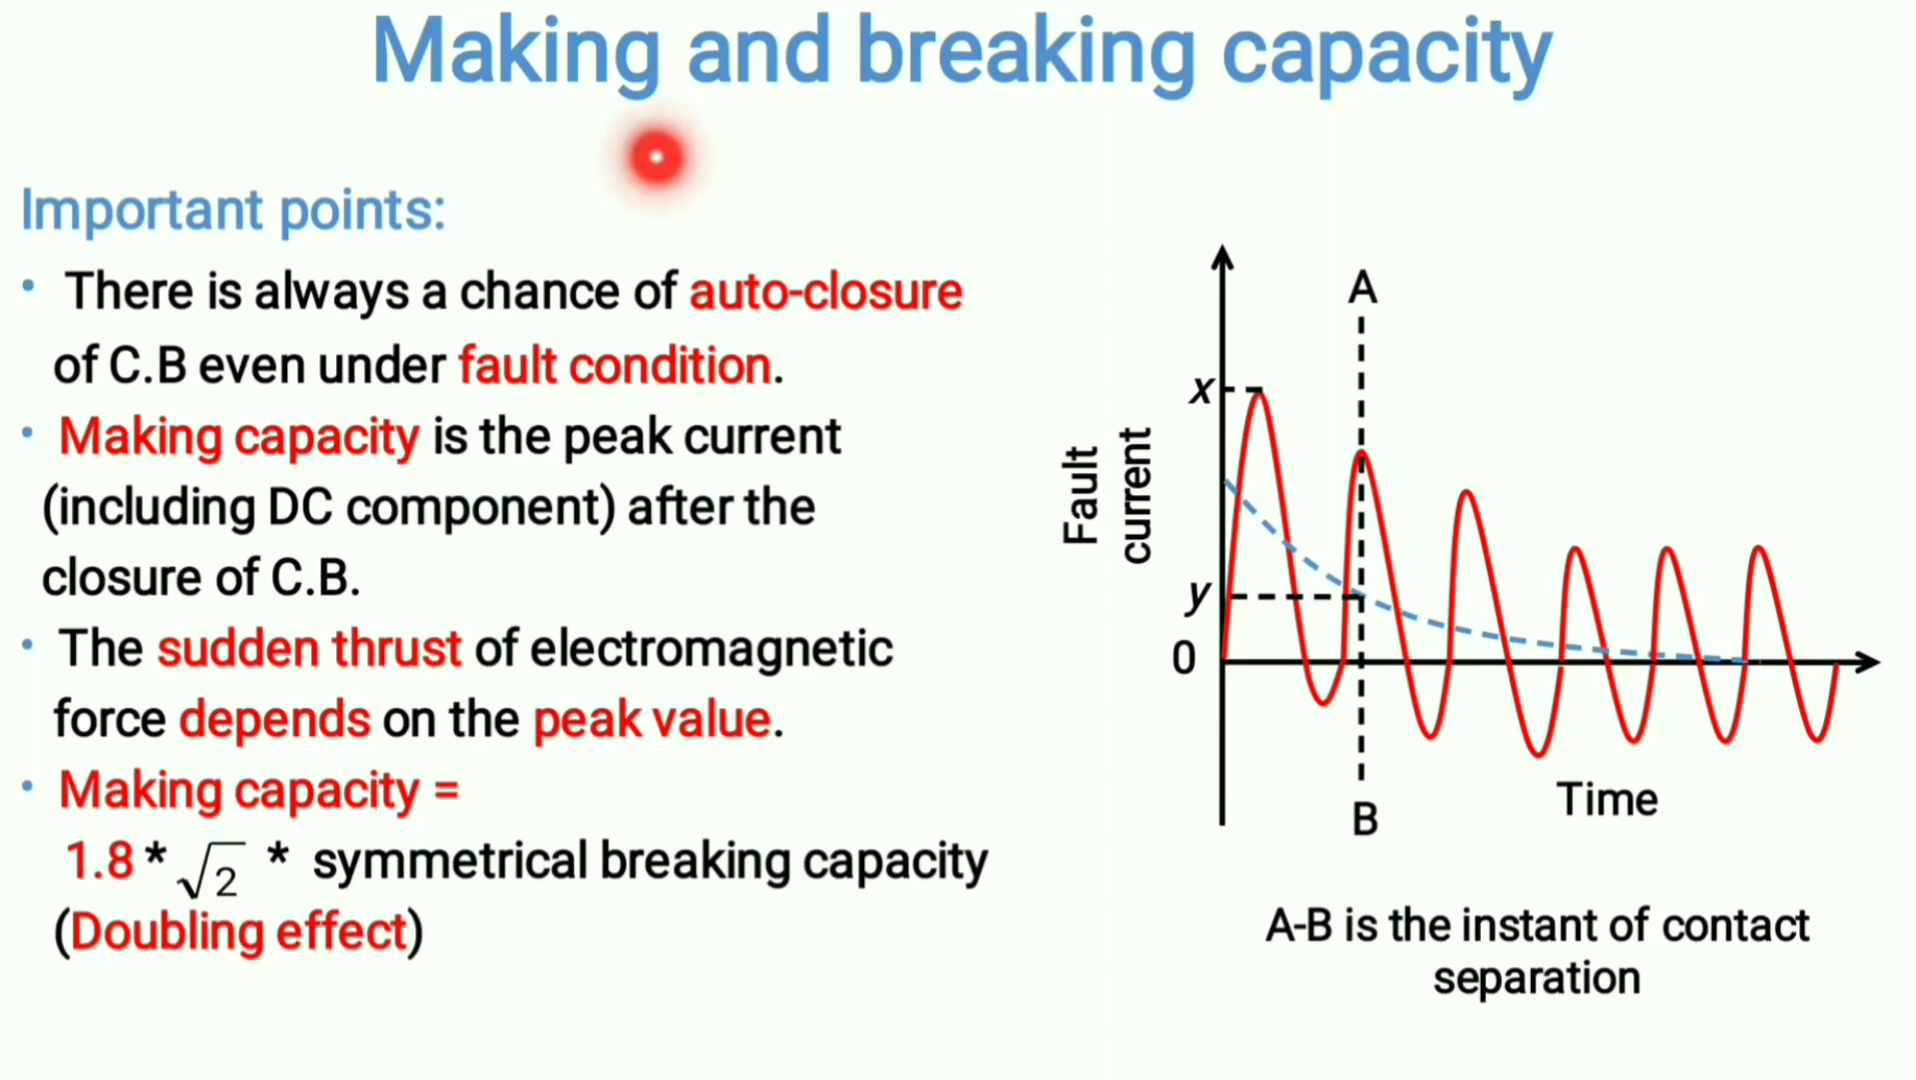 Making and breaking capacity
Important points:
• There is always a chance of auto-closure
of C.B even under fault condition.
• Making capacity is the peak current
(including DC component) after the
closure of C.B.
• The sudden thrust of electromagnetic
force depends on the peak value.
• Making capacity =
1.8 * √2 * symmetrical breaking capacity
(Doubling effect)
A
x
Fault
current
y
0
Time
B
A-B is the instant of contact
separation